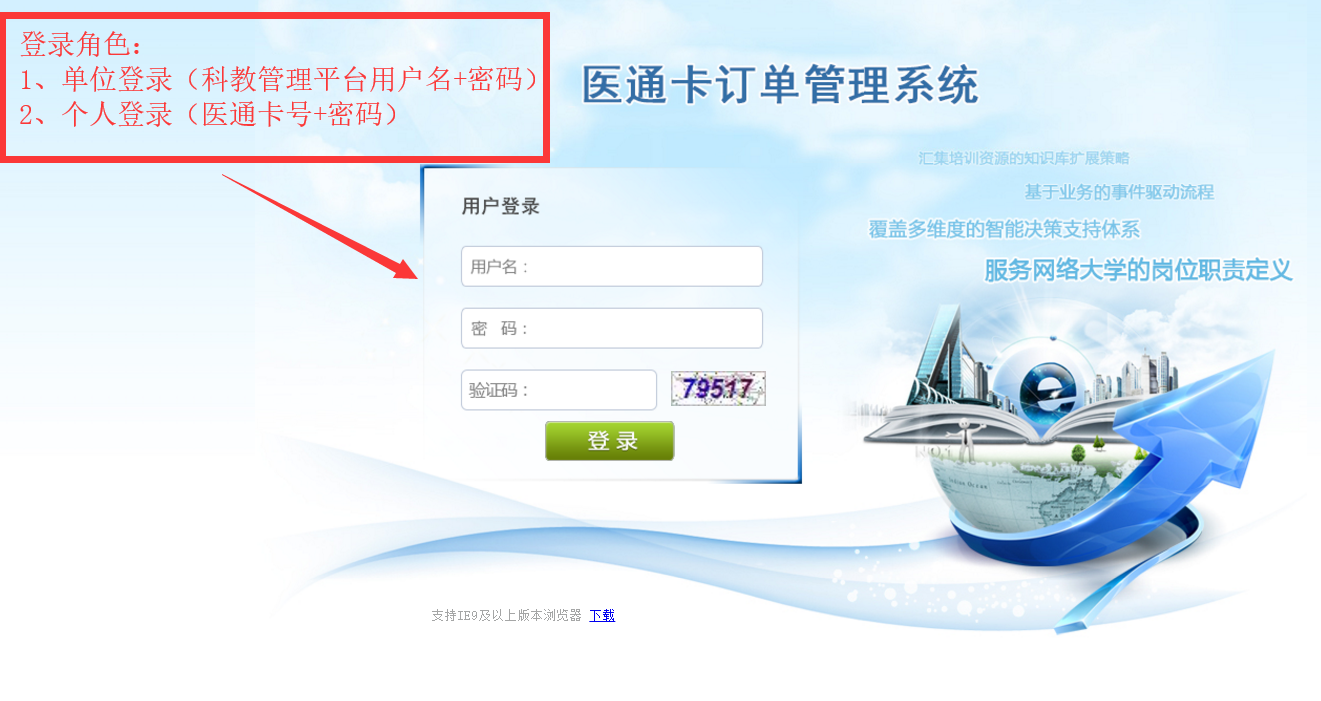 登录角色：
1、单位登录（科教管理平台用户名+密码）
2、个人登录（医通卡号+密码）
医通卡订单管理系统
汇集培训资源的知识库扩展策略
基于业务的事件驱动流程
覆盖多维度的智能决策支持体系
服务网络大学的岗位职责定义
用户登录
用户名：
密 码：
验证码：
79517
登录
e
NO.1
支持IE9及以上版本浏览器 下载